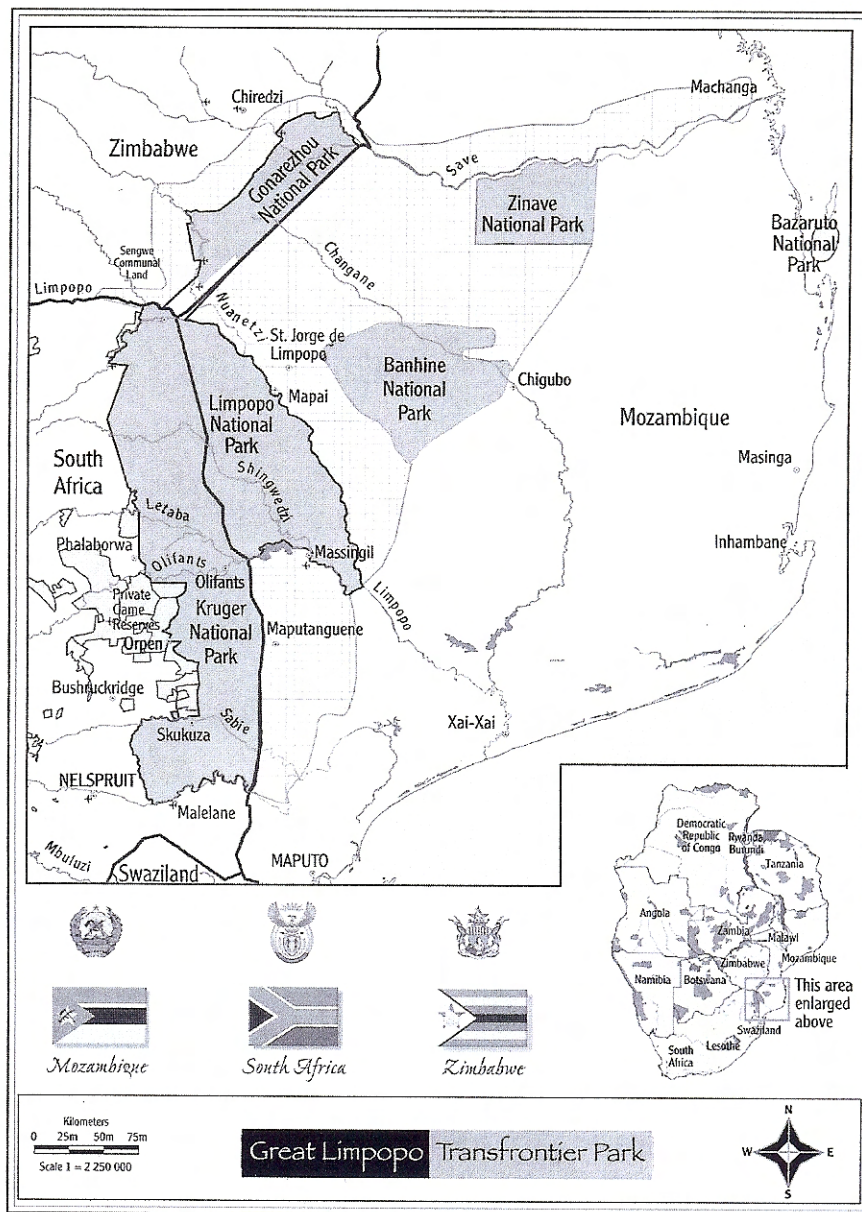 Chiredzi
Machanga
Zimbabwe
Gonarezhou
National Park
Save
Zinave
National Park
Bazaruto
National
Park
Sengwe
Communal
Land
Limpopo
Changane
Nuanetzi
St. Jorge de
Limpopo
Banhine
National
Park
Chigubo
Mapai
Limpopo
National
Park
Mozambique
Shingwedzi
South
Africa
Masinga
Letaba
Phalaborwa
Inhambane
Olifants
Massingil
Olifants
Private
Game
Reserves
Kruger
National
Park
Limpopo
Orpen
Maputanguene
Bushruckridge
Sabie
Xai-Xai
Skukuza
NELSPRUIT
Malelane
Mbuluzi
Swaziland
MAPUTO
Democratic
Republic
of Congo
Rwanda
Burundi
Tanzania
Angola
Zambia
Malawi
Mozambique
Zimbabwe
Namibia
Botswana
This area
enlarged
above
Swaziland
Lesothe
South
Africa
Mozambique
South Africa
Zimbabwe
Kilometers
0 25m 50m 75m
Scale 1 = 2 250 000
Great Limpopo Transfrontier Park
N
W
E
S